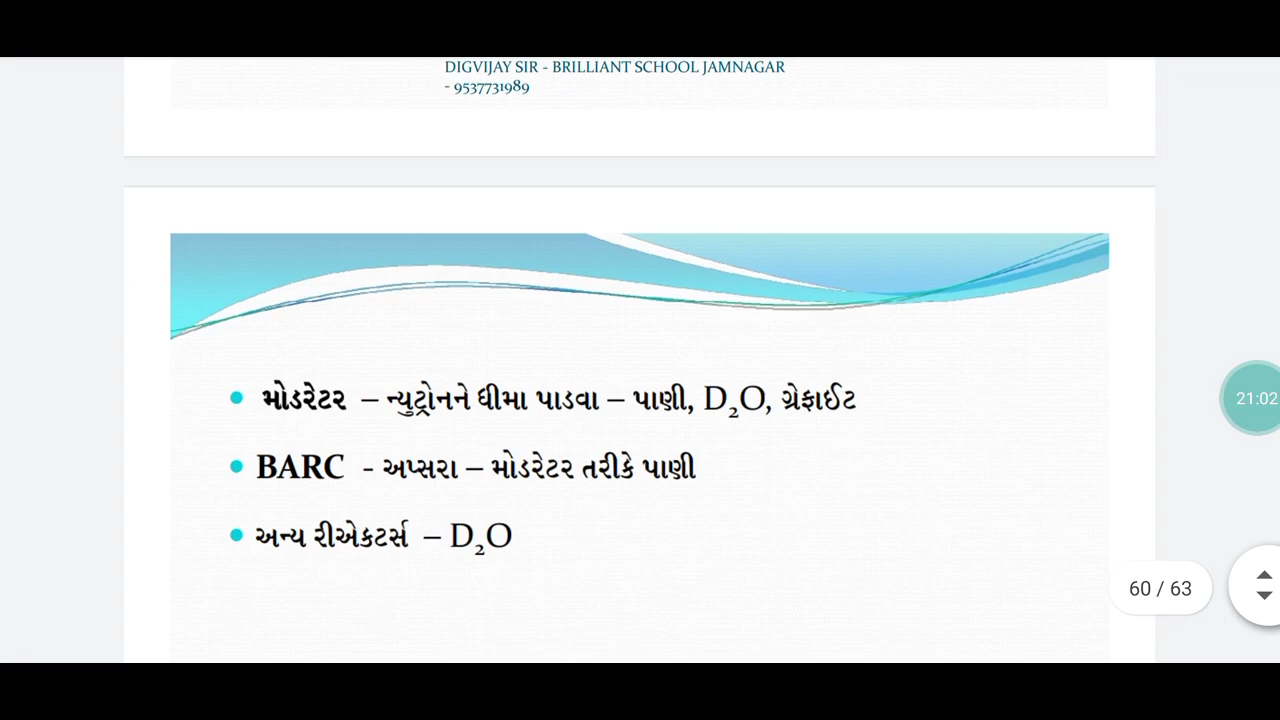 DIGVIJAY SIR - BRILLIANT SCHOOL JAMNAGAR
- 9537731989
મોડરેટર – ન્યુટ્રોનને ધીમા પાડવા – પાણી, D₂O, ગ્રેફાઈટ
BARC - અપ્સરા – મોડરેટર તરીકે પાણી
અન્ય રીએકટર્સ – D₂O
21:02
60 / 63